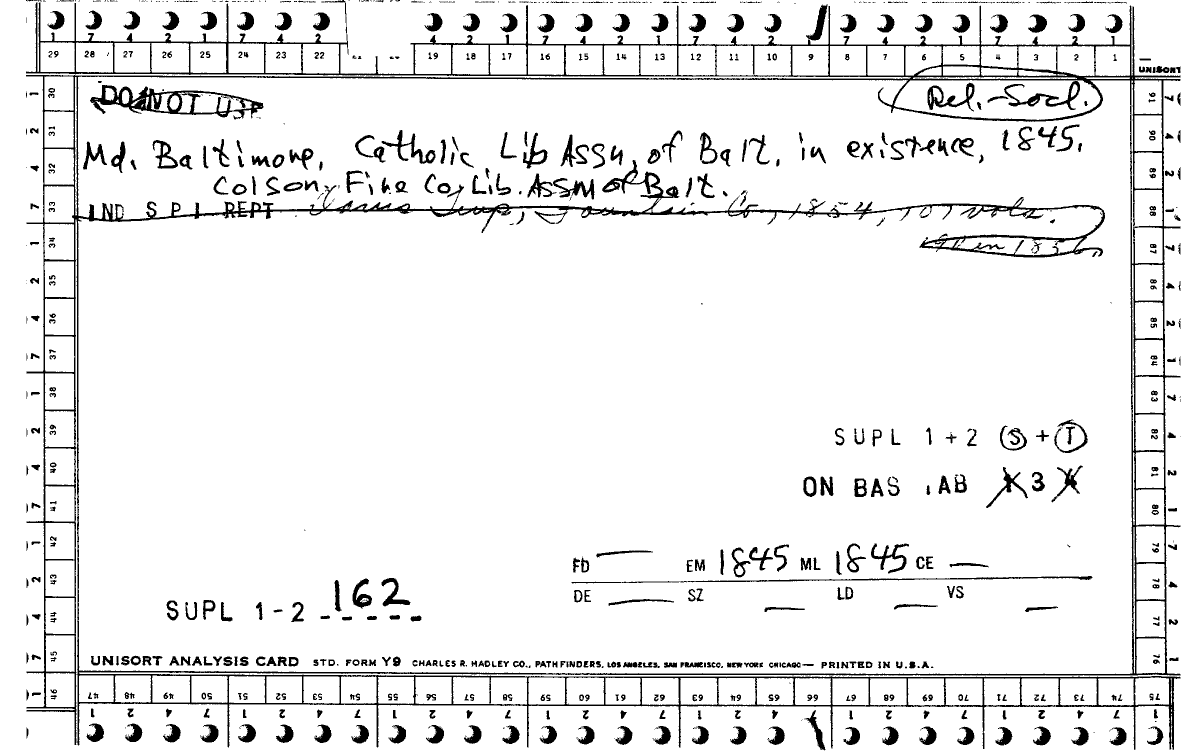 1 7 4 2 1 7 4 2 4 2 1 7 4 2 1 7 4 2 1 7 4 2 1 7 4 2 1
29 28 27 26 25 24 23 22 19 18 17 16 15 14 13 12 11 10 9 8 7 6 5 4 3 2 1
UNISORT
DO NOT USE
Rel.-Socl.
Md. Baltimore, Catholic Lib Assn, of Balt. in existence, 1845.
Colson, Fine Co, Lib. Assm of Balt.
IND S P I REPT Fountain Co., 1854, 107 vols.
190 in 1856,
SUPL 1+2 (S) + (T)
ON BAS AB 1 3 4
FD — EM 1845 ML 1845 CE —
DE — SZ — LD — VS —
SUPL 1-2 162
UNISORT ANALYSIS CARD STD. FORM Y9 CHARLES R. HADLEY CO., PATHFINDERS, LOS ANGELES, SAN FRANCISCO, NEW YORK CHICAGO — PRINTED IN U.S.A.
47 48 49 50 51 52 53 54 55 56 57 58 59 60 61 62 63 64 65 66 67 68 69 70 71 72 73 74 75
1 2 4 7 1 2 4 7 1 2 4 7 1 2 4 7 1 2 4 7 1 2 4 7 1 2 4 7 1
30 31 32 33 34 35 36 37 38 39 40 41 42 43 44 45 46
91 90 89 88 87 86 85 84 83 82 81 80 79 78 77 76